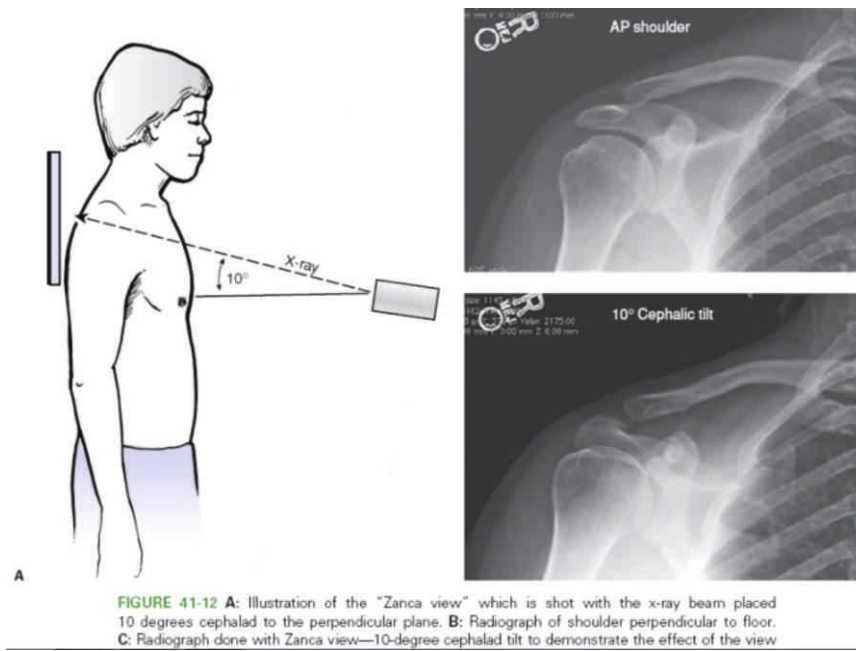 AP shoulder
X-ray
10°
10° Cephalic tilt
A
FIGURE 41-12 A: Illustration of the "Zanca view" which is shot with the x-ray beam placed
10 degrees cephalad to the perpendicular plane. B: Radiograph of shoulder perpendicular to floor.
C: Radiograph done with Zanca view—10-degree cephalad tilt to demonstrate the effect of the view